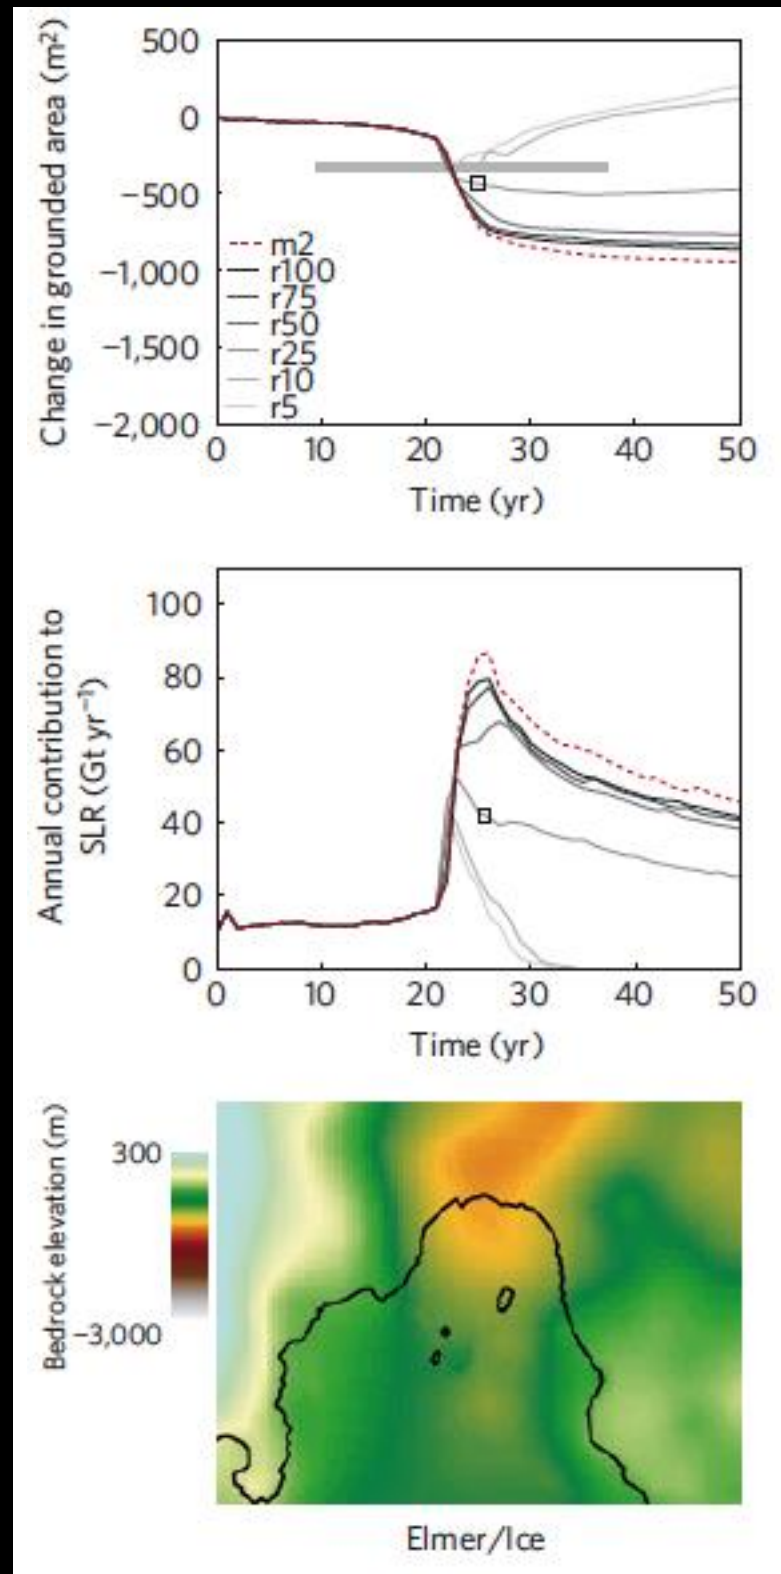 Change in grounded area (m²)
500
0
−500
−1,000
−1,500
−2,000
m2
r100
r75
r50
r25
r10
r5
0 10 20 30 40 50
Time (yr)
Annual contribution to
SLR (Gt yr⁻¹)
100
80
60
40
20
0
0 10 20 30 40 50
Time (yr)
Bedrock elevation (m)
300
−3,000
Elmer/Ice